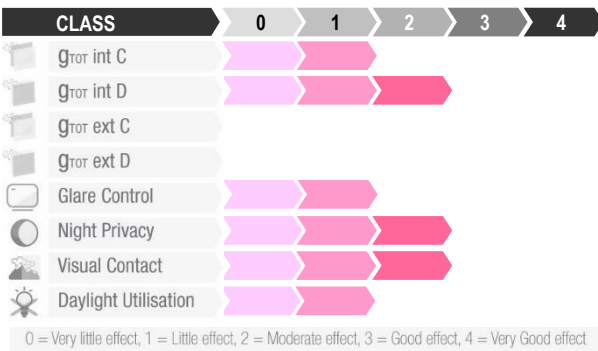 CLASS 0 1 2 3 4
gTOT int C
gTOT int D
gTOT ext C
gTOT ext D
Glare Control
Night Privacy
Visual Contact
Daylight Utilisation
0 = Very little effect, 1 = Little effect, 2 = Moderate effect, 3 = Good effect, 4 = Very Good effect